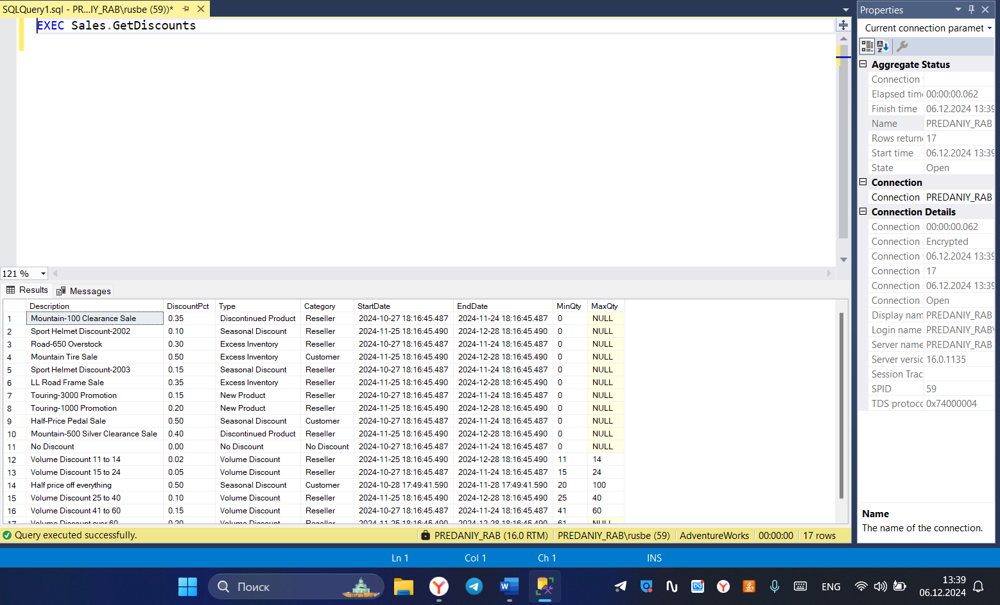 SQLQuery1.sql - PR...IY_RAB\rusbe (59))*
EXEC Sales.GetDiscounts
121 %
Results Messages
Description DiscountPct Type Category StartDate EndDate MinQty MaxQty
1 Mountain-100 Clearance Sale 0.35 Discontinued Product Reseller 2024-10-27 18:16:45.487 2024-11-24 18:16:45.487 0 NULL
2 Sport Helmet Discount-2002 0.10 Seasonal Discount Reseller 2024-11-25 18:16:45.490 2024-12-28 18:16:45.490 0 NULL
3 Road-650 Overstock 0.30 Excess Inventory Reseller 2024-10-27 18:16:45.487 2024-11-24 18:16:45.487 0 NULL
4 Mountain Tire Sale 0.50 Excess Inventory Customer 2024-11-25 18:16:45.490 2024-12-28 18:16:45.490 0 NULL
5 Sport Helmet Discount-2003 0.15 Seasonal Discount Reseller 2024-10-27 18:16:45.487 2024-11-24 18:16:45.487 0 NULL
6 LL Road Frame Sale 0.35 Excess Inventory Reseller 2024-11-25 18:16:45.490 2024-12-28 18:16:45.490 0 NULL
7 Touring-3000 Promotion 0.15 New Product Reseller 2024-10-27 18:16:45.487 2024-11-24 18:16:45.487 0 NULL
8 Touring-1000 Promotion 0.20 New Product Reseller 2024-11-25 18:16:45.490 2024-12-28 18:16:45.490 0 NULL
9 Half-Price Pedal Sale 0.50 Seasonal Discount Customer 2024-10-27 18:16:45.487 2024-11-24 18:16:45.487 0 NULL
10 Mountain-500 Silver Clearance Sale 0.40 Discontinued Product Reseller 2024-11-25 18:16:45.490 2024-12-28 18:16:45.490 0 NULL
11 No Discount 0.00 No Discount No Discount 2024-10-27 18:16:45.487 2024-11-24 18:16:45.487 0 NULL
12 Volume Discount 11 to 14 0.02 Volume Discount Reseller 2024-11-25 18:16:45.490 2024-12-28 18:16:45.490 11 14
13 Volume Discount 15 to 24 0.05 Volume Discount Reseller 2024-10-27 18:16:45.487 2024-11-24 18:16:45.487 15 24
14 Half price off everything 0.50 Seasonal Discount Customer 2024-10-28 17:49:41.590 2024-11-28 17:49:41.590 20 100
15 Volume Discount 25 to 40 0.10 Volume Discount Reseller 2024-11-25 18:16:45.490 2024-12-28 18:16:45.490 25 40
16 Volume Discount 41 to 60 0.15 Volume Discount Reseller 2024-10-27 18:16:45.487 2024-11-24 18:16:45.487 41 60
17 Volume Discount over 60 0.20 Volume Discount Reseller 2024-11-25 18:16:45.490 2024-12-28 18:16:45.490 61 NULL
Query executed successfully. PREDANIY_RAB (16.0 RTM) PREDANIY_RAB\rusbe (59) AdventureWorks 00:00:00 17 rows
Properties
Current connection paramet
Aggregate Status
Connection
Elapsed time 00:00:00.062
Finish time 06.12.2024 13:39
Name PREDANIY_RAB
Rows returne 17
Start time 06.12.2024 13:39
State Open
Connection
Connection PREDANIY_RAB
Connection Details
Connection 00:00:00.062
Connection Encrypted
Connection 06.12.2024 13:39
Connection 17
Connection 06.12.2024 13:39
Connection Open
Display nam PREDANIY_RAB
Login name PREDANIY_RAB\
Server name PREDANIY_RAB
Server versic 16.0.1135
Session Trac
SPID 59
TDS protocc 0x74000004
Name
The name of the connection.
Ln 1 Col 1 Ch 1 INS
Поиск
ENG
13:39
06.12.2024